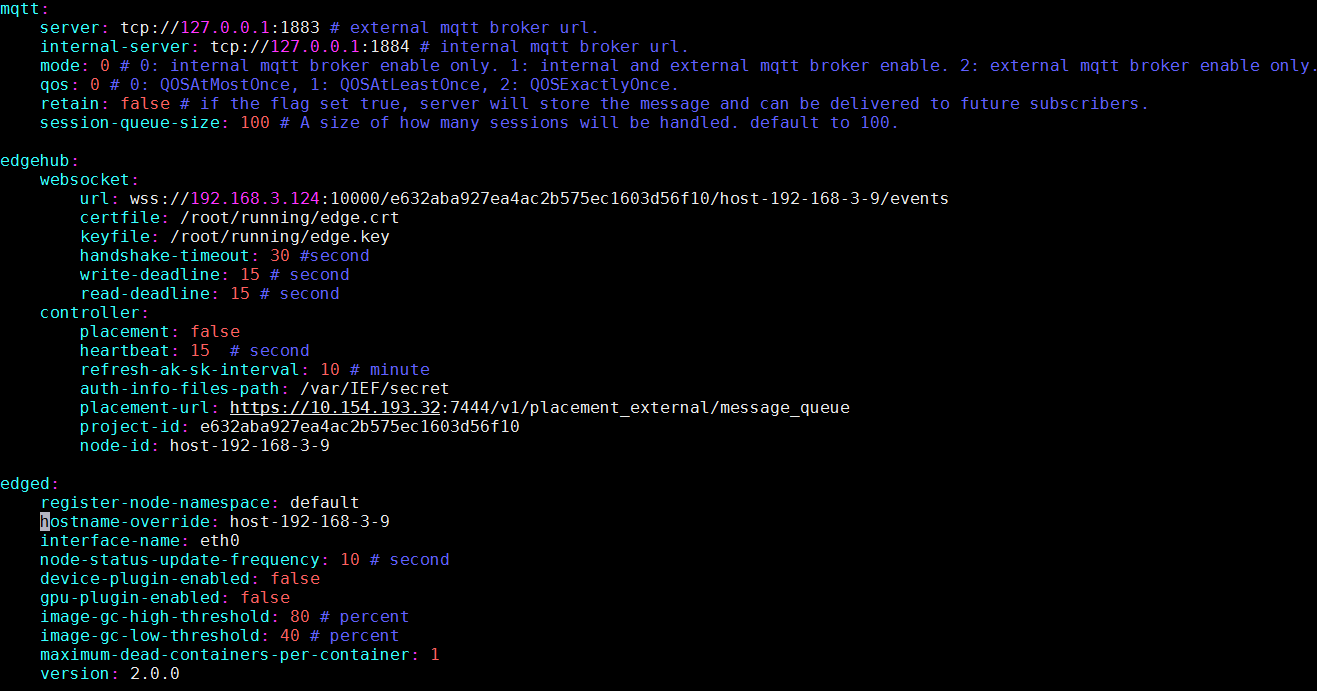 mqtt:
    server: tcp://127.0.0.1:1883 # external mqtt broker url.
    internal-server: tcp://127.0.0.1:1884 # internal mqtt broker url.
    mode: 0 # 0: internal mqtt broker enable only. 1: internal and external mqtt broker enable. 2: external mqtt broker enable only.
    qos: 0 # 0: QOSAtMostOnce, 1: QOSAtLeastOnce, 2: QOSExactlyOnce.
    retain: false # if the flag set true, server will store the message and can be delivered to future subscribers.
    session-queue-size: 100 # A size of how many sessions will be handled. default to 100.

edgehub:
    websocket:
        url: wss://192.168.3.124:10000/e632aba927ea4ac2b575ec1603d56f10/host-192-168-3-9/events
        certfile: /root/running/edge.crt
        keyfile: /root/running/edge.key
        handshake-timeout: 30 #second
        write-deadline: 15 # second
        read-deadline: 15 # second
    controller:
        placement: false
        heartbeat: 15  # second
        refresh-ak-sk-interval: 10 # minute
        auth-info-files-path: /var/IEF/secret
        placement-url: https://10.154.193.32:7444/v1/placement_external/message_queue
        project-id: e632aba927ea4ac2b575ec1603d56f10
        node-id: host-192-168-3-9

edged:
    register-node-namespace: default
    hostname-override: host-192-168-3-9
    interface-name: eth0
    node-status-update-frequency: 10 # second
    device-plugin-enabled: false
    gpu-plugin-enabled: false
    image-gc-high-threshold: 80 # percent
    image-gc-low-threshold: 40 # percent
    maximum-dead-containers-per-container: 1
    version: 2.0.0